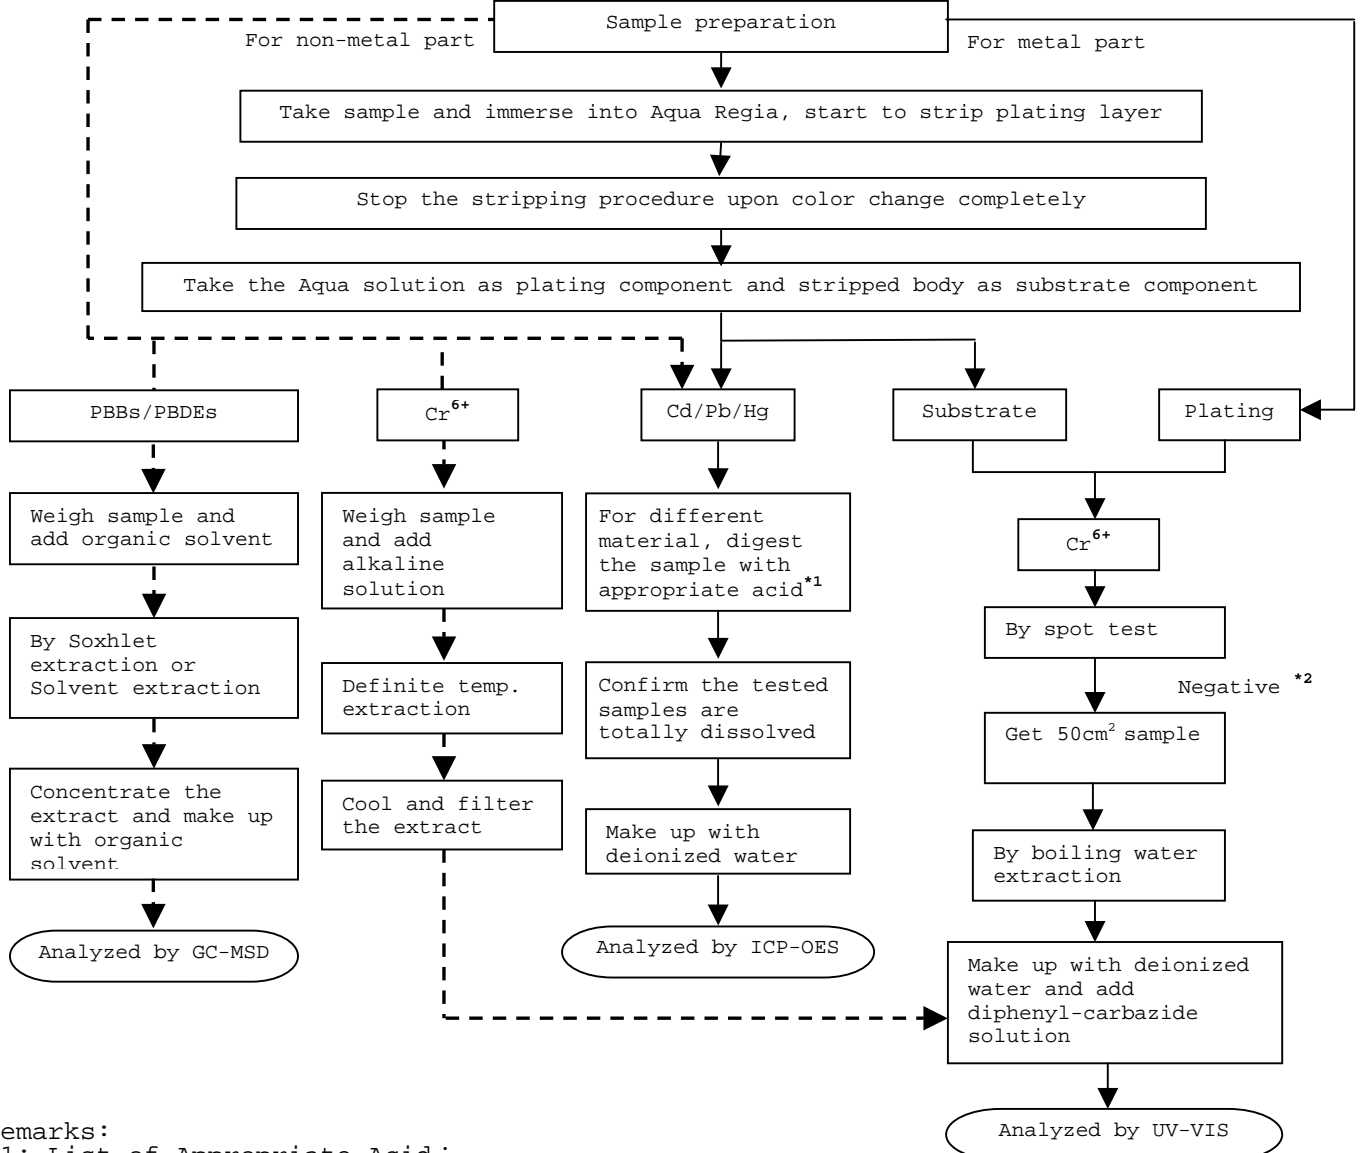 Sample preparation
For non-metal part
For metal part
Take sample and immerse into Aqua Regia, start to strip plating layer
Stop the stripping procedure upon color change completely
Take the Aqua solution as plating component and stripped body as substrate component
PBBs/PBDEs
Cr6+
Cd/Pb/Hg
Substrate
Plating
Weigh sample and
add organic solvent
By Soxhlet
extraction or
Solvent extraction
Concentrate the
extract and make up
with organic
solvent
Analyzed by GC-MSD
Weigh sample
and add
alkaline
solution
Definite temp.
extraction
Cool and filter
the extract
For different
material, digest
the sample with
appropriate acid*1
Confirm the tested
samples are
totally dissolved
Make up with
deionized water
Analyzed by ICP-OES
Cr6+
By spot test
Negative *2
Get 50cm2 sample
By boiling water
extraction
Make up with deionized
water and add
diphenyl-carbazide
solution
Analyzed by UV-VIS
emarks:
1: List of Appropriate Acid: